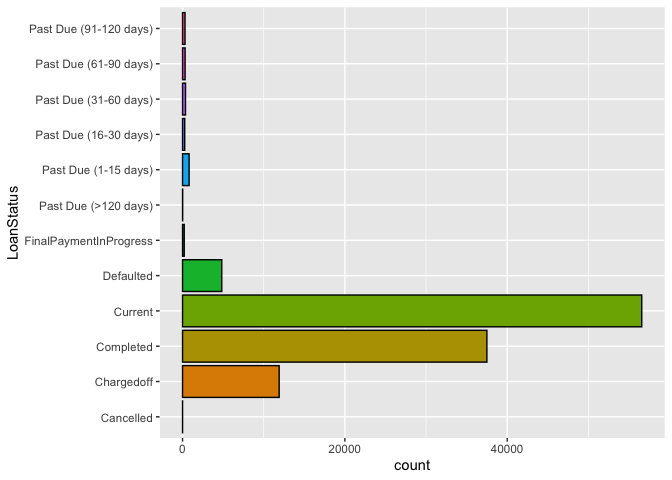 LoanStatus
Past Due (91-120 days)
Past Due (61-90 days)
Past Due (31-60 days)
Past Due (16-30 days)
Past Due (1-15 days)
Past Due (>120 days)
FinalPaymentInProgress
Defaulted
Current
Completed
Chargedoff
Cancelled
0 20000 40000
count